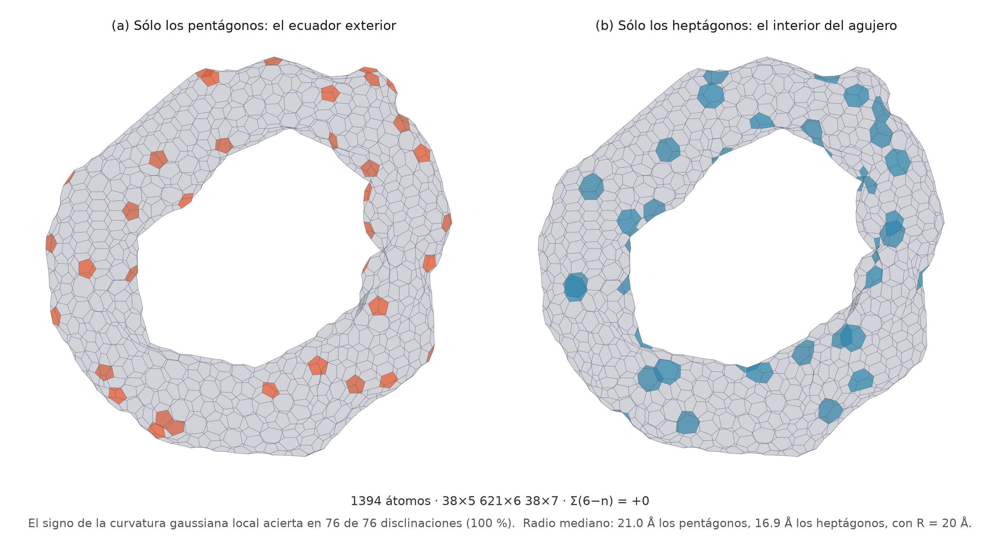 (a) Sólo los pentágonos: el ecuador exterior
(b) Sólo los heptágonos: el interior del agujero
1394 átomos · 38×5 621×6 38×7 · Σ(6−n) = +0
El signo de la curvatura gaussiana local acierta en 76 de 76 disclinaciones (100 %). Radio mediano: 21.0 Å los pentágonos, 16.9 Å los heptágonos, con R = 20 Å.